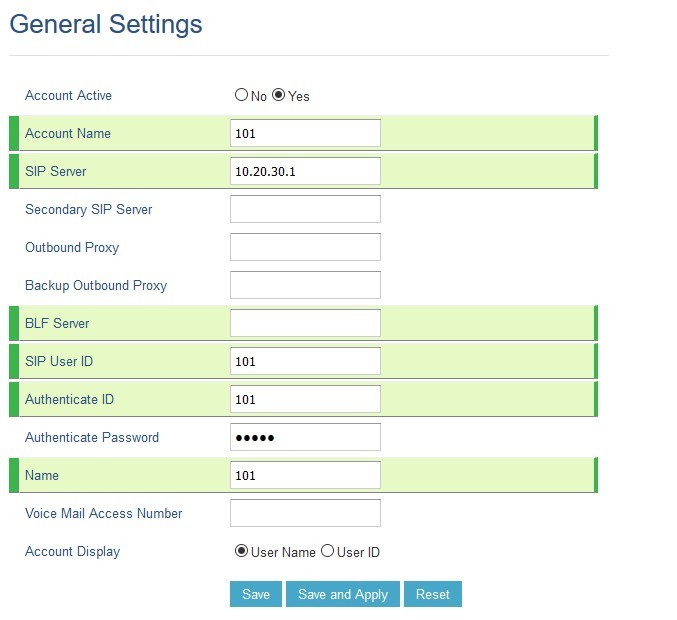 General Settings
Account Active No Yes
Account Name 101
SIP Server 10.20.30.1
Secondary SIP Server
Outbound Proxy
Backup Outbound Proxy
BLF Server
SIP User ID 101
Authenticate ID 101
Authenticate Password •••••
Name 101
Voice Mail Access Number
Account Display User Name User ID
Save Save and Apply Reset